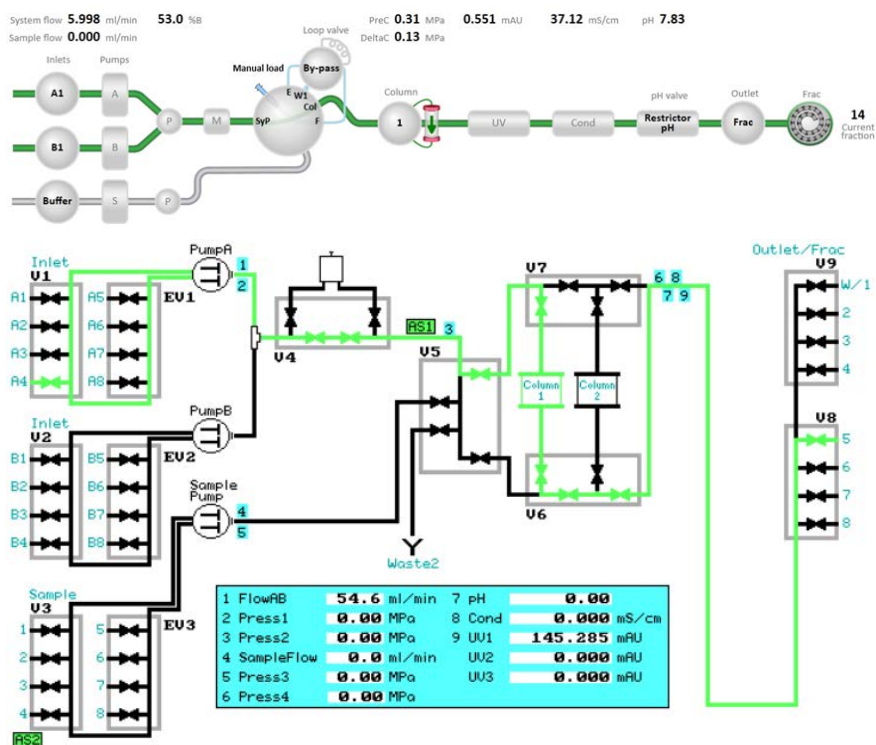 System flow 5.998 ml/min 53.0 %B PreC 0.31 MPa 0.551 mAU 37.12 mS/cm pH 7.83
Sample flow 0.000 ml/min DeltaC 0.13 MPa
Loop valve
Inlets Pumps
Manual load By-pass
Column
pH valve Outlet Frac
A1 A E W1 Col
P M SyP F 1 UV Cond Restrictor pH Frac 14
Current fraction
B1 B
Buffer S P
Inlet PumpA
V1
A1 A5 EV1
A2 A6
A3 A7
A4 A8
1
2
V4
AS1 3
V5
V7
6 8
7 9
Outlet/Frac
V9
W/1
2
3
4
Inlet PumpB
V2
EV2
B1 B5
B2 B6
B3 B7
B4 B8
Column 1
Column 2
V6
V8
5
6
7
8
Sample Pump
4
5
Waste2
Sample
V3
EV3
1 5
2 6
3 7
4 8
AS2
1 FlowAB 54.6 ml/min 7 pH 0.00
2 Press1 0.00 MPa 8 Cond 0.000 mS/cm
3 Press2 0.00 MPa 9 UV1 145.285 mAU
4 SampleFlow 0.0 ml/min UV2 0.000 mAU
5 Press3 0.00 MPa UV3 0.000 mAU
6 Press4 0.00 MPa